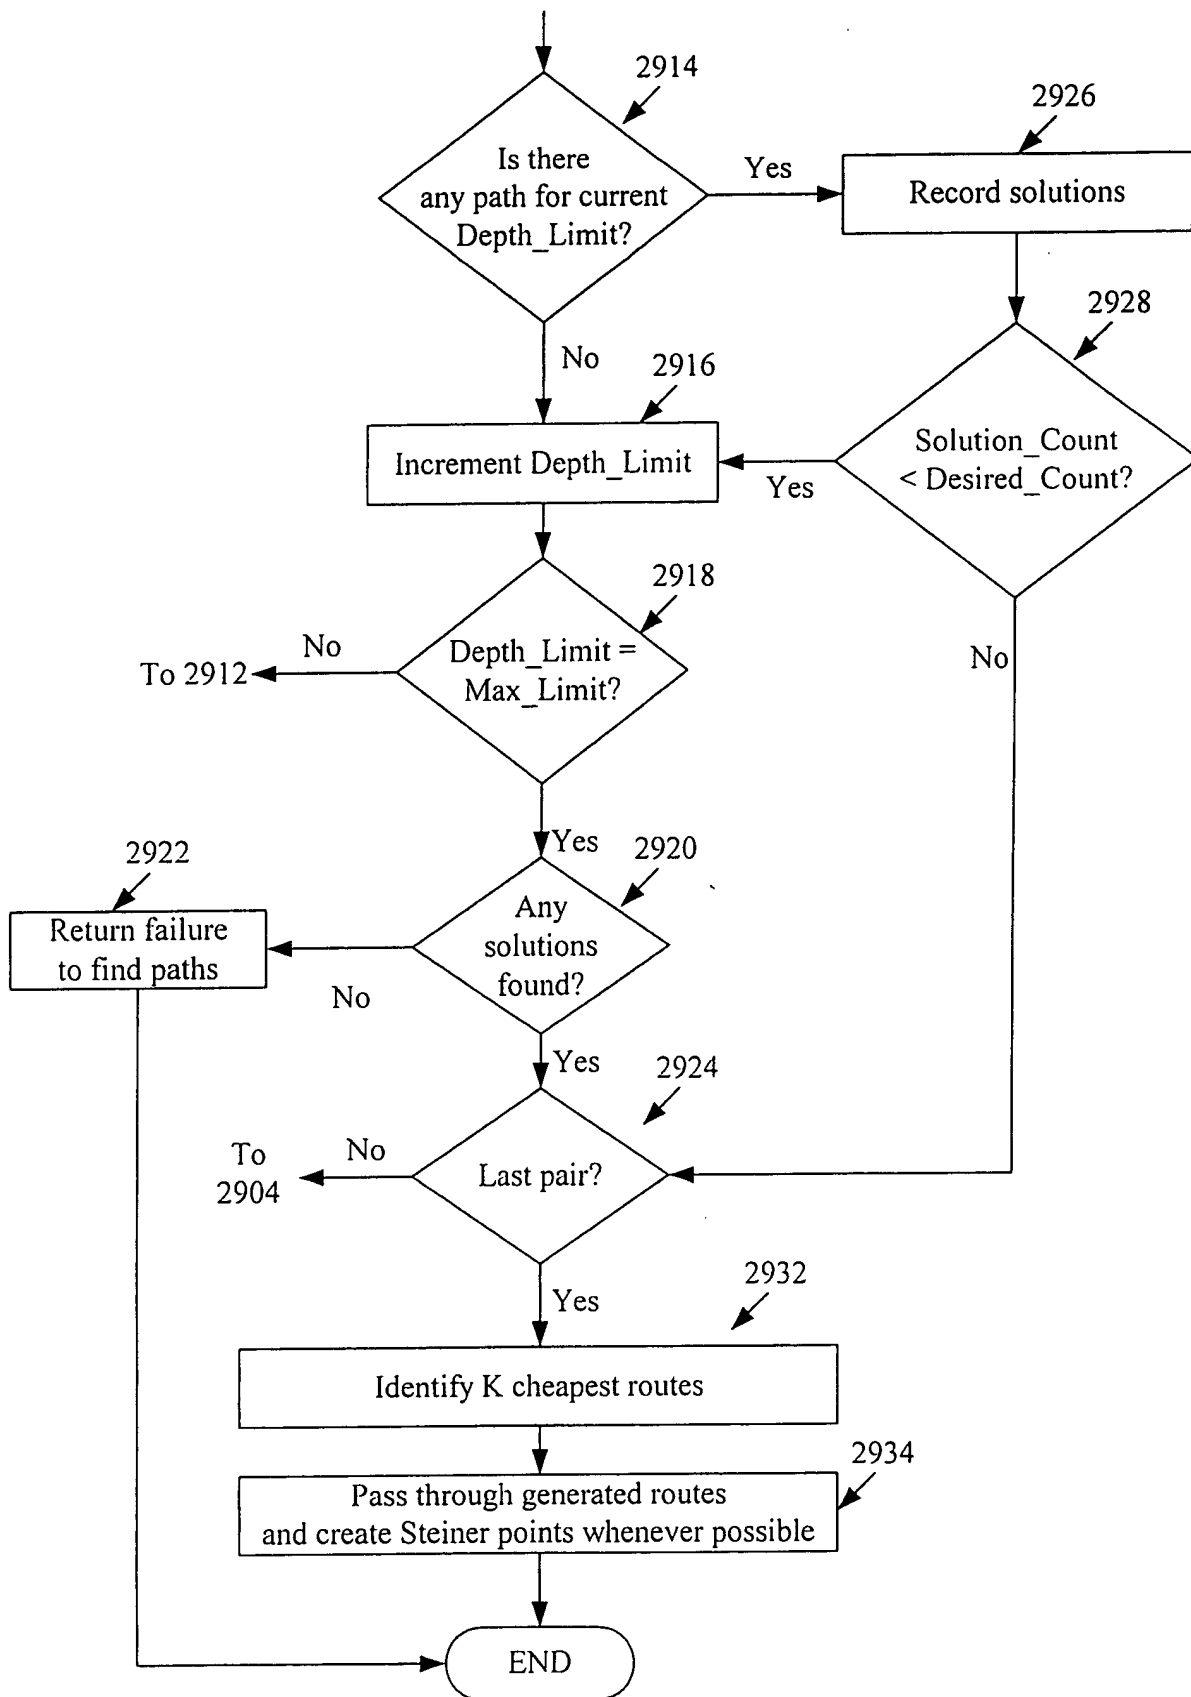 2914
Is there
any path for current
Depth_Limit?
Yes
2926
Record solutions
No
2928
Solution_Count
< Desired_Count?
Yes
No
2916
Increment Depth_Limit
2918
Depth_Limit =
Max_Limit?
No
To 2912
Yes
2920
Any
solutions
found?
2922
Return failure
to find paths
No
Yes
2924
Last pair?
No
To
2904
Yes
2932
Identify K cheapest routes
2934
Pass through generated routes
and create Steiner points whenever possible
END